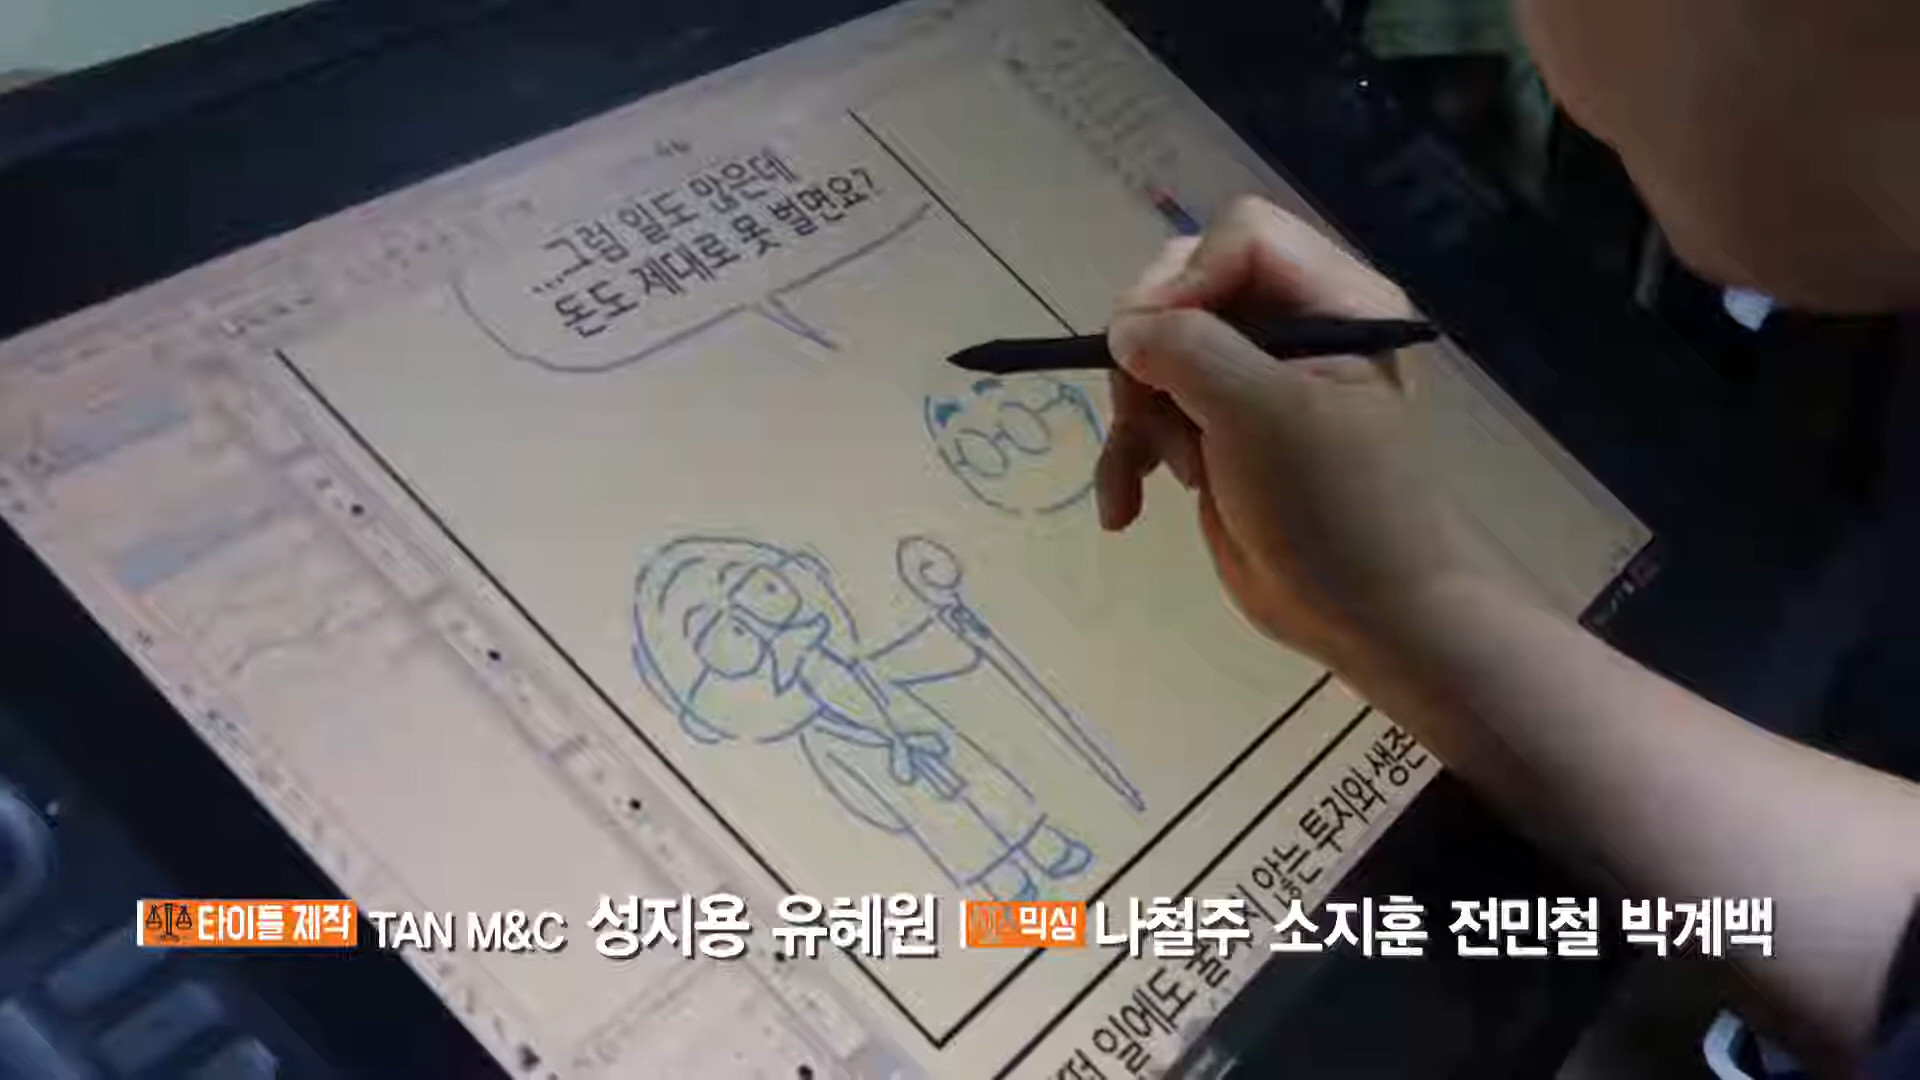 ...그럼 일도 많은데
돈도 제대로 못 벌면요?
않는 투지와 생존
일에도
타이틀 제작 TAN M&C 성지용 유혜원 믹싱 나철주 소지훈 전민철 박계백